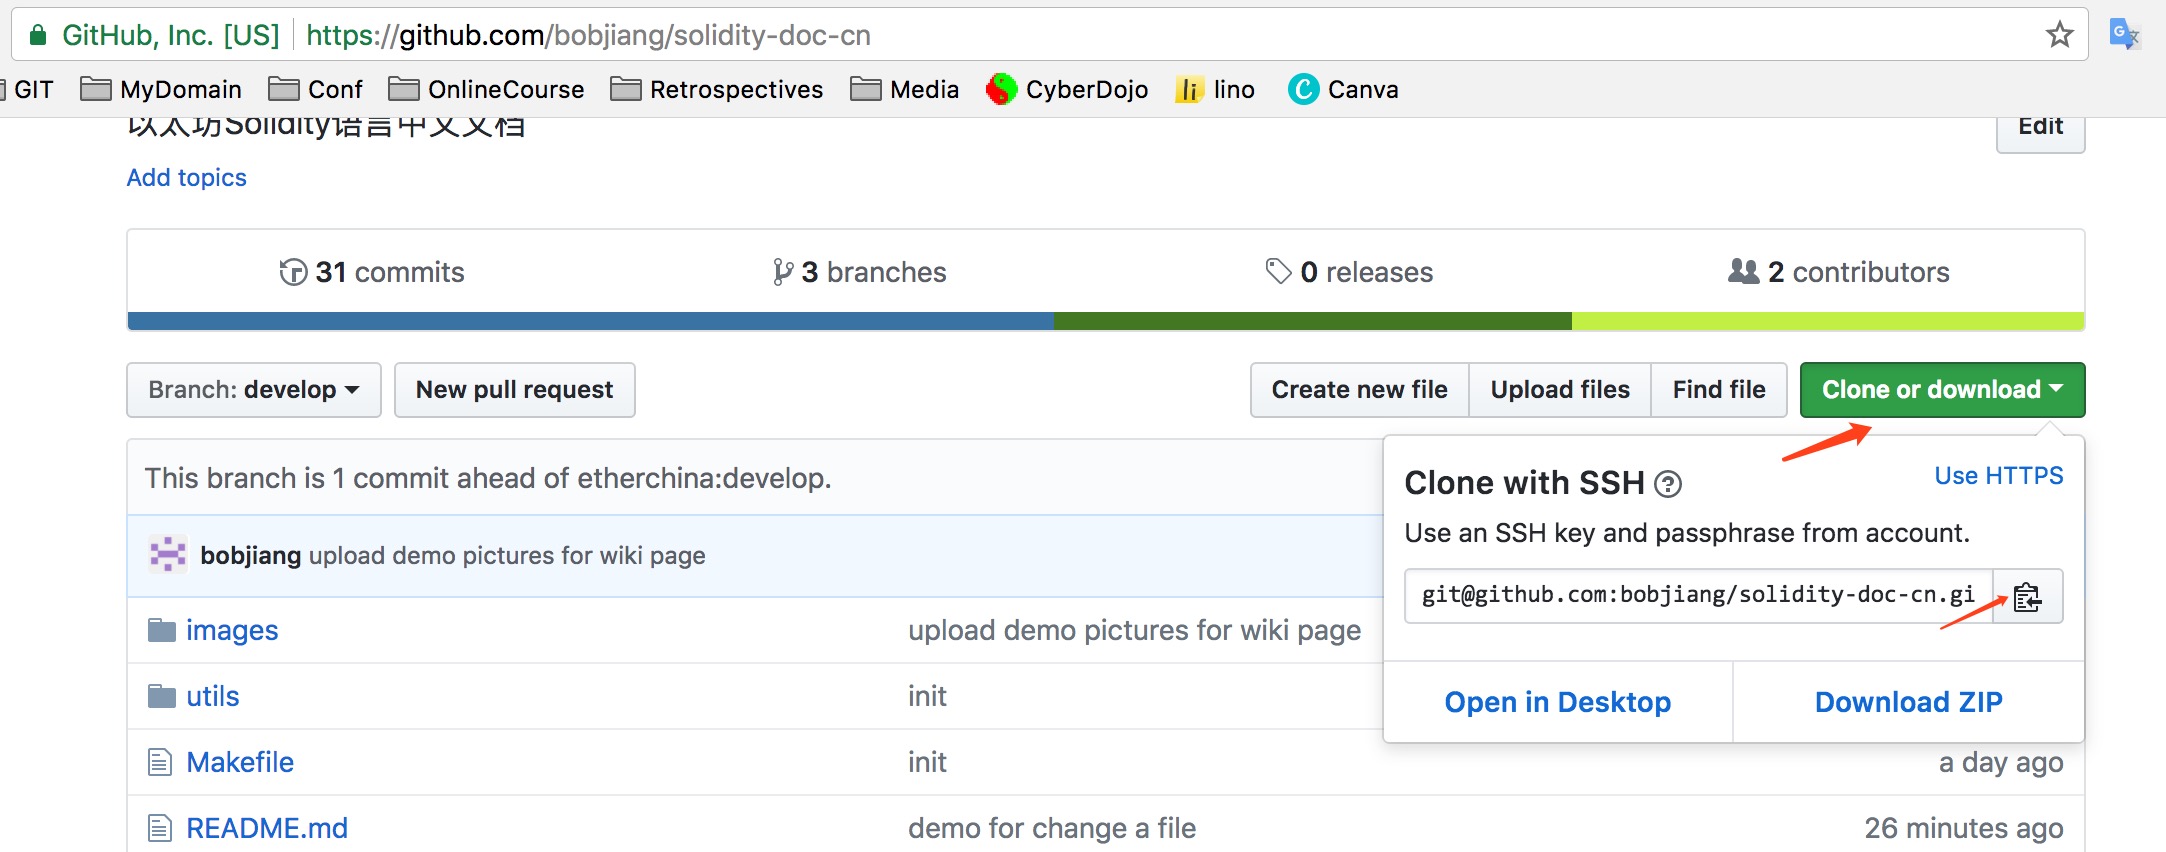 GitHub, Inc. [US] https://github.com/bobjiang/solidity-doc-cn
GIT MyDomain Conf OnlineCourse Retrospectives Media CyberDojo li lino C Canva
以太坊Solidity语言中文文档 Edit
Add topics
31 commits 3 branches 0 releases 2 contributors
Branch: develop New pull request Create new file Upload files Find file Clone or download
This branch is 1 commit ahead of etherchina:develop.
Clone with SSH ? Use HTTPS
Use an SSH key and passphrase from account.
git@github.com:bobjiang/solidity-doc-cn.gi
Open in Desktop Download ZIP
bobjiang upload demo pictures for wiki page
images upload demo pictures for wiki page
utils init
Makefile init a day ago
README.md demo for change a file 26 minutes ago